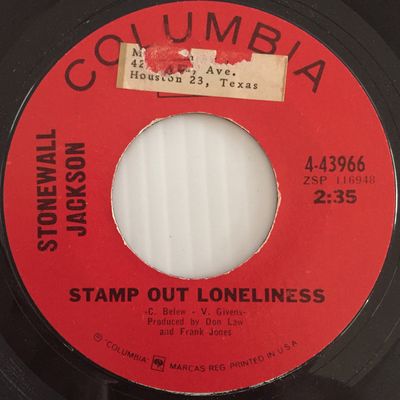 COLUMBIA
Ave.
Houston 23, Texas
STONEWALL
JACKSON
4-43966
ZSP 116948
2:35
STAMP OUT LONELINESS
-C. Belew - V. Givens-
Produced by Don Law
and Frank Jones
℗ "COLUMBIA" MARCAS REG. PRINTED IN U.S.A.